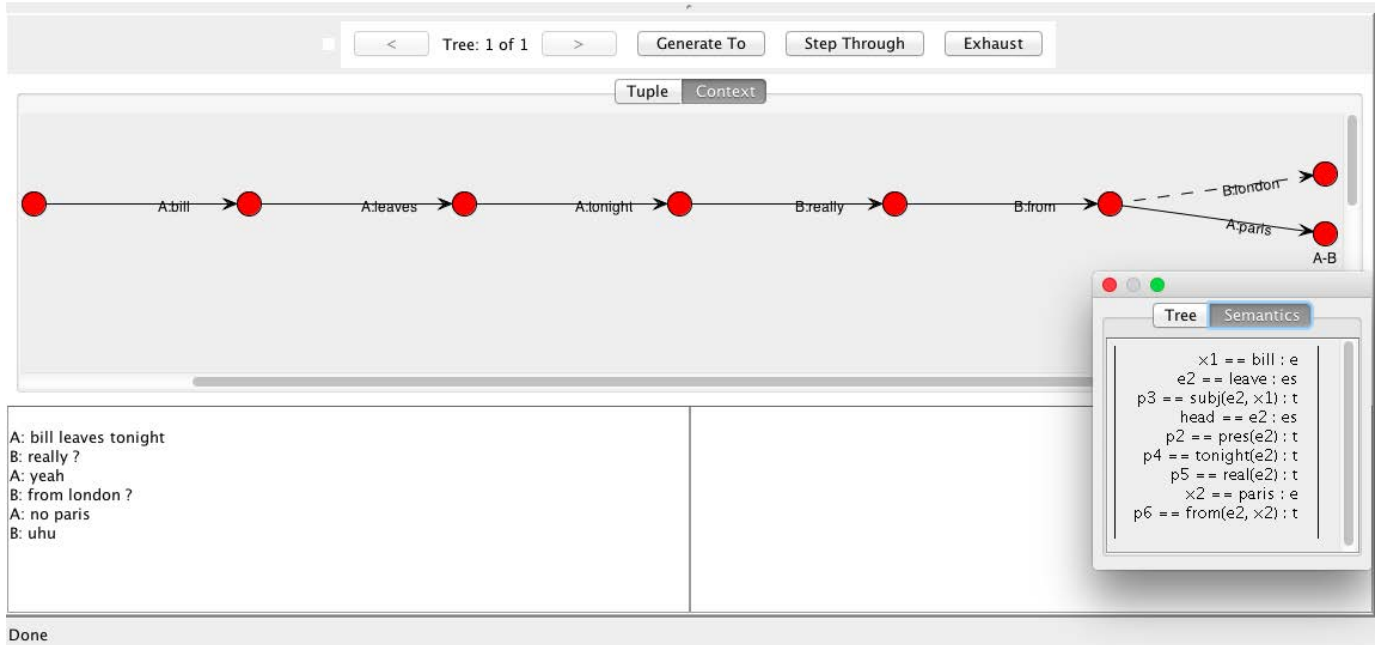 < Tree: 1 of 1 > Generate To Step Through Exhaust
Tuple Context
A:bill A:leaves A:tonight B:really B:from B:london
A:paris
A-B
Tree Semantics
x1 == bill : e
e2 == leave : es
p3 == subj(e2, x1) : t
head == e2 : es
p2 == pres(e2) : t
p4 == tonight(e2) : t
p5 == real(e2) : t
x2 == paris : e
p6 == from(e2, x2) : t
A: bill leaves tonight
B: really ?
A: yeah
B: from london ?
A: no paris
B: uhu
Done